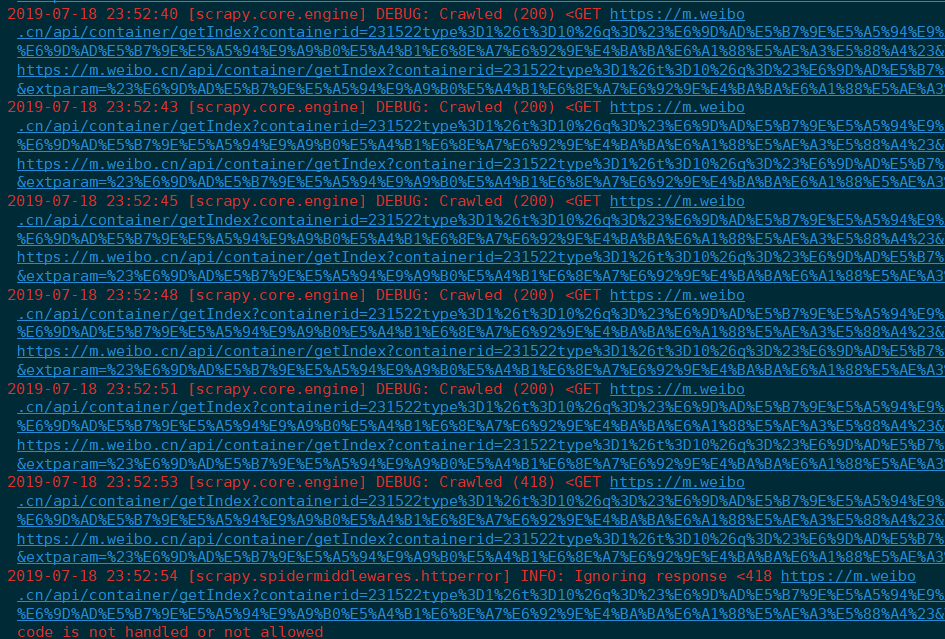 2019-07-18 23:52:40 [scrapy.core.engine] DEBUG: Crawled (200) <GET https://m.weibo
.cn/api/container/getIndex?containerid=231522type%3D1%26t%3D10%26q%3D%23%E6%9D%AD%E5%B7%9E%E5%A5%94%E9%
%E6%9D%AD%E5%B7%9E%E5%A5%94%E9%A9%B0%E5%A4%B1%E6%8E%A7%E6%92%9E%E4%BA%BA%E6%A1%88%E5%AE%A3%E5%88%A4%23&
https://m.weibo.cn/api/container/getIndex?containerid=231522type%3D1%26t%3D10%26q%3D%23%E6%9D%AD%E5%B7%
&extparam=%23%E6%9D%AD%E5%B7%9E%E5%A5%94%E9%A9%B0%E5%A4%B1%E6%8E%A7%E6%92%9E%E4%BA%BA%E6%A1%88%E5%AE%A3
2019-07-18 23:52:43 [scrapy.core.engine] DEBUG: Crawled (200) <GET https://m.weibo
.cn/api/container/getIndex?containerid=231522type%3D1%26t%3D10%26q%3D%23%E6%9D%AD%E5%B7%9E%E5%A5%94%E9%
%E6%9D%AD%E5%B7%9E%E5%A5%94%E9%A9%B0%E5%A4%B1%E6%8E%A7%E6%92%9E%E4%BA%BA%E6%A1%88%E5%AE%A3%E5%88%A4%23&
https://m.weibo.cn/api/container/getIndex?containerid=231522type%3D1%26t%3D10%26q%3D%23%E6%9D%AD%E5%B7%
&extparam=%23%E6%9D%AD%E5%B7%9E%E5%A5%94%E9%A9%B0%E5%A4%B1%E6%8E%A7%E6%92%9E%E4%BA%BA%E6%A1%88%E5%AE%A3
2019-07-18 23:52:45 [scrapy.core.engine] DEBUG: Crawled (200) <GET https://m.weibo
.cn/api/container/getIndex?containerid=231522type%3D1%26t%3D10%26q%3D%23%E6%9D%AD%E5%B7%9E%E5%A5%94%E9%
%E6%9D%AD%E5%B7%9E%E5%A5%94%E9%A9%B0%E5%A4%B1%E6%8E%A7%E6%92%9E%E4%BA%BA%E6%A1%88%E5%AE%A3%E5%88%A4%23&
https://m.weibo.cn/api/container/getIndex?containerid=231522type%3D1%26t%3D10%26q%3D%23%E6%9D%AD%E5%B7%
&extparam=%23%E6%9D%AD%E5%B7%9E%E5%A5%94%E9%A9%B0%E5%A4%B1%E6%8E%A7%E6%92%9E%E4%BA%BA%E6%A1%88%E5%AE%A3
2019-07-18 23:52:48 [scrapy.core.engine] DEBUG: Crawled (200) <GET https://m.weibo
.cn/api/container/getIndex?containerid=231522type%3D1%26t%3D10%26q%3D%23%E6%9D%AD%E5%B7%9E%E5%A5%94%E9%
%E6%9D%AD%E5%B7%9E%E5%A5%94%E9%A9%B0%E5%A4%B1%E6%8E%A7%E6%92%9E%E4%BA%BA%E6%A1%88%E5%AE%A3%E5%88%A4%23&
https://m.weibo.cn/api/container/getIndex?containerid=231522type%3D1%26t%3D10%26q%3D%23%E6%9D%AD%E5%B7%
&extparam=%23%E6%9D%AD%E5%B7%9E%E5%A5%94%E9%A9%B0%E5%A4%B1%E6%8E%A7%E6%92%9E%E4%BA%BA%E6%A1%88%E5%AE%A3
2019-07-18 23:52:51 [scrapy.core.engine] DEBUG: Crawled (200) <GET https://m.weibo
.cn/api/container/getIndex?containerid=231522type%3D1%26t%3D10%26q%3D%23%E6%9D%AD%E5%B7%9E%E5%A5%94%E9%
%E6%9D%AD%E5%B7%9E%E5%A5%94%E9%A9%B0%E5%A4%B1%E6%8E%A7%E6%92%9E%E4%BA%BA%E6%A1%88%E5%AE%A3%E5%88%A4%23&
https://m.weibo.cn/api/container/getIndex?containerid=231522type%3D1%26t%3D10%26q%3D%23%E6%9D%AD%E5%B7%
&extparam=%23%E6%9D%AD%E5%B7%9E%E5%A5%94%E9%A9%B0%E5%A4%B1%E6%8E%A7%E6%92%9E%E4%BA%BA%E6%A1%88%E5%AE%A3
2019-07-18 23:52:53 [scrapy.core.engine] DEBUG: Crawled (418) <GET https://m.weibo
.cn/api/container/getIndex?containerid=231522type%3D1%26t%3D10%26q%3D%23%E6%9D%AD%E5%B7%9E%E5%A5%94%E9%
%E6%9D%AD%E5%B7%9E%E5%A5%94%E9%A9%B0%E5%A4%B1%E6%8E%A7%E6%92%9E%E4%BA%BA%E6%A1%88%E5%AE%A3%E5%88%A4%23&
https://m.weibo.cn/api/container/getIndex?containerid=231522type%3D1%26t%3D10%26q%3D%23%E6%9D%AD%E5%B7%
&extparam=%23%E6%9D%AD%E5%B7%9E%E5%A5%94%E9%A9%B0%E5%A4%B1%E6%8E%A7%E6%92%9E%E4%BA%BA%E6%A1%88%E5%AE%A3
2019-07-18 23:52:54 [scrapy.spidermiddlewares.httperror] INFO: Ignoring response <418 https://m.weibo
.cn/api/container/getIndex?containerid=231522type%3D1%26t%3D10%26q%3D%23%E6%9D%AD%E5%B7%9E%E5%A5%94%E9%
%E6%9D%AD%E5%B7%9E%E5%A5%94%E9%A9%B0%E5%A4%B1%E6%8E%A7%E6%92%9E%E4%BA%BA%E6%A1%88%E5%AE%A3%E5%88%A4%23&
code is not handled or not allowed